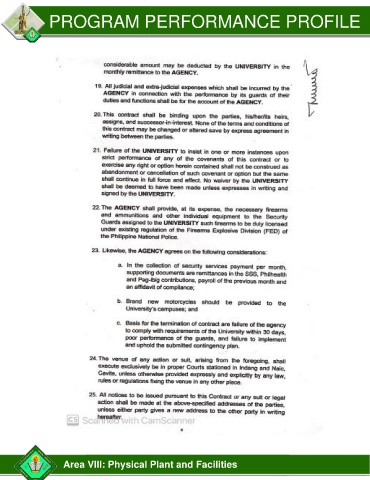 PROGRAM PERFORMANCE PROFILE
considerable amount may be deducted by the UNIVERSITY in the
monthly remittance to the AGENCY.
19. All judicial and extra-judicial expenses which shall be incurred by the
AGENCY in connection with the performance by its guards of their
duties and functions shall be for the account of the AGENCY.
20. This contract shall be binding upon the parties, his/her/its heirs,
assigns, and successor-in-interest. None of the terms and conditions of
this contract may be changed or altered save by express agreement in
writing between the parties.
21. Failure of the UNIVERSITY to insist in one or more instances upon
strict performance of any of the covenants of this contract or to
exercise any right or option herein contained shall not be construed as
abandonment or cancellation of such covenant or option but the same
shall continue in full force and effect. No waiver by the UNIVERSITY
shall be deemed to have been made unless expresses in writing and
signed by the UNIVERSITY.
22. The AGENCY shall provide, at its expense, the necessary firearms
and ammunitions and other individual equipment to the Security
Guards assigned to the UNIVERSITY such firearms to be duly licensed
under existing regulation of the Firearms Explosive Division (FED) of
the Philippine National Police.
23. Likewise, the AGENCY agrees on the following considerations:
a. In the collection of security services payment per month,
supporting documents are remittances in the SSS, Philhealth
and Pag-ibig contributions, payroll of the previous month and
an affidavit of compliance;
b. Brand new motorcycles should be provided to the
University's campuses; and
c. Basis for the termination of contract are failure of the agency
to comply with requirements of the University within 30 days,
poor performance of the guards, and failure to implement
and uphold the submitted contingency plan.
24. The venue of any action or suit, arising from the foregoing, shall
execute exclusively be in proper Courts stationed in Indang and Naic,
Cavite, unless otherwise provided expressly and explicitly by any law,
rules or regulations fixing the venue in any other place.
25. All notices to be issued pursuant to this Contract or any suit or legal
action shall be made at the above-specified addresses of the parties,
unless either party gives a new address to the other party in writing
hereafter.
CS Scanned with CamScanner
4
Area VIII: Physical Plant and Facilities